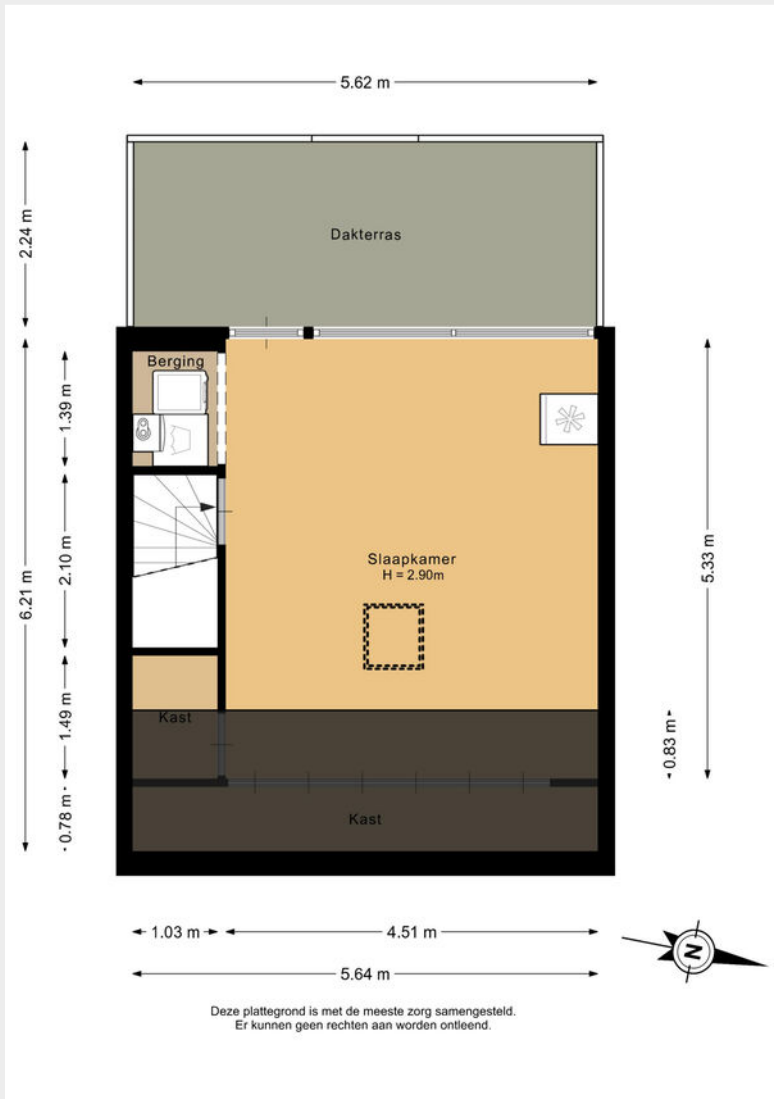 5.62 m
2.24 m
Dakterras
Berging
1.39 m
2.10 m
6.21 m
5.33 m
Slaapkamer
H = 2.90m
1.49 m
Kast
0.83 m
0.78 m
Kast
1.03 m
4.51 m
N
5.64 m
Deze plattegrond is met de meeste zorg samengesteld.
Er kunnen geen rechten aan worden ontleend.